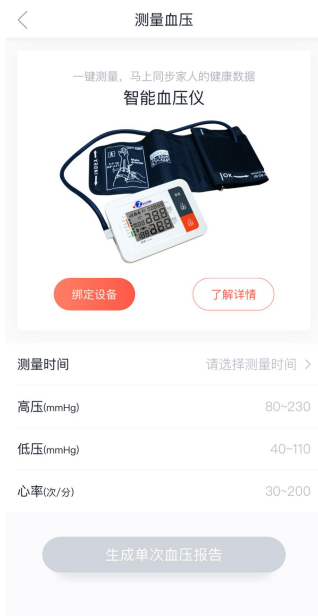 测量血压
一键测量，马上同步家人的健康数据
智能血压仪
绑定设备
了解详情
测量时间
请选择测量时间
高压(mmHg)
80~230
低压(mmHg)
40~110
心率(次/分)
30~200
生成单次血压报告